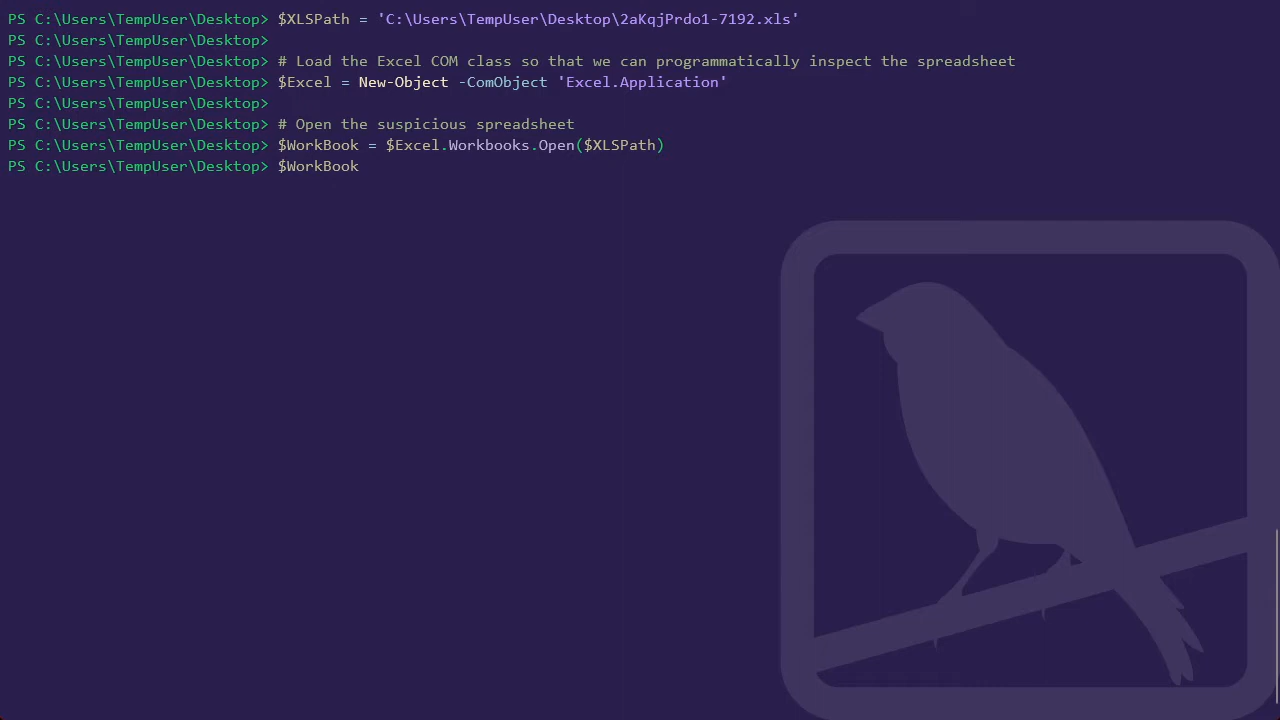 PS C:\Users\TempUser\Desktop> $XLSPath = 'C:\Users\TempUser\Desktop\2aKqjPrdo1-7192.xls'
PS C:\Users\TempUser\Desktop>
PS C:\Users\TempUser\Desktop> # Load the Excel COM class so that we can programmatically inspect the spreadsheet
PS C:\Users\TempUser\Desktop> $Excel = New-Object -ComObject 'Excel.Application'
PS C:\Users\TempUser\Desktop>
PS C:\Users\TempUser\Desktop> # Open the suspicious spreadsheet
PS C:\Users\TempUser\Desktop> $WorkBook = $Excel.Workbooks.Open($XLSPath)
PS C:\Users\TempUser\Desktop> $WorkBook